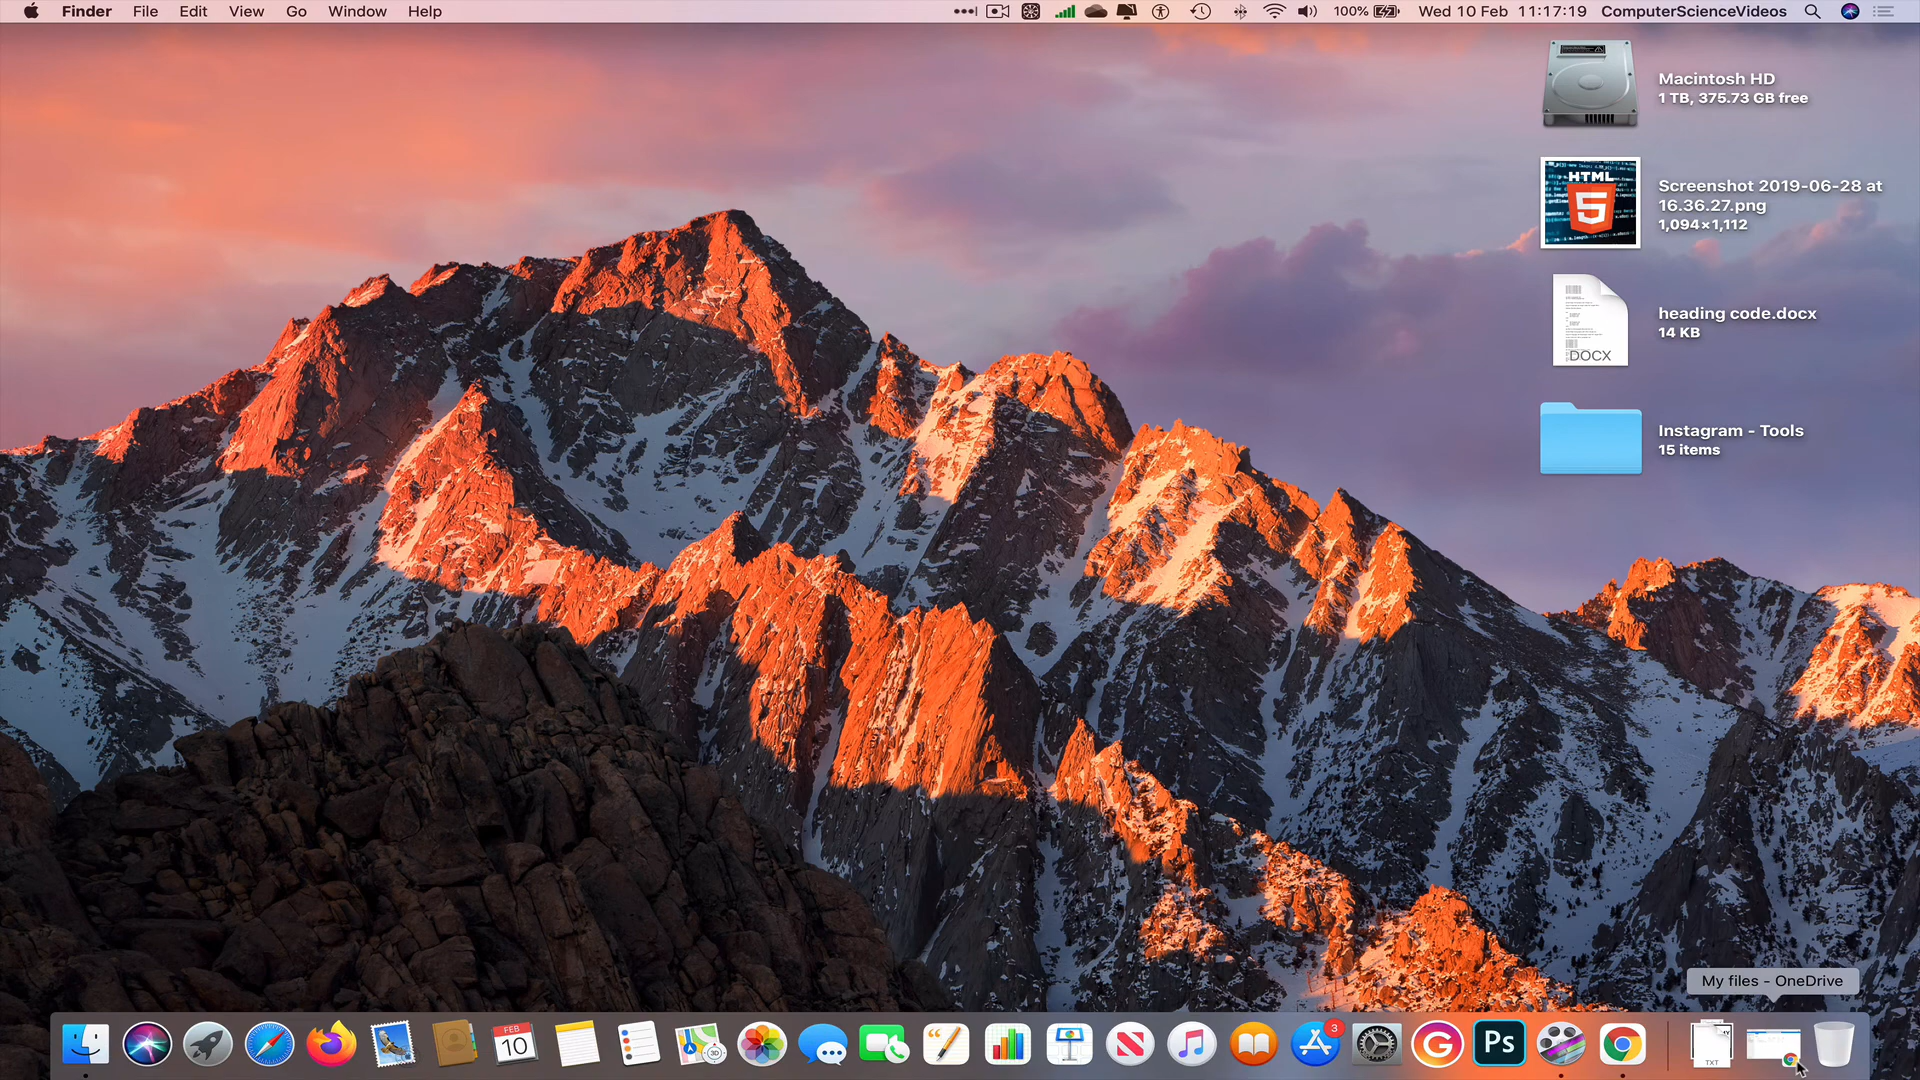 Finder File Edit View Go Window Help
100% Wed 10 Feb 11:17:19 ComputerScienceVideos
Macintosh HD
1 TB, 375.73 GB free
HTML
5
Screenshot 2019-06-28 at
16.36.27.png
1,094×1,112
heading code.docx
14 KB
DOCX
Instagram - Tools
15 items
My files - OneDrive
FEB
10
3D
3
Ps
TXT